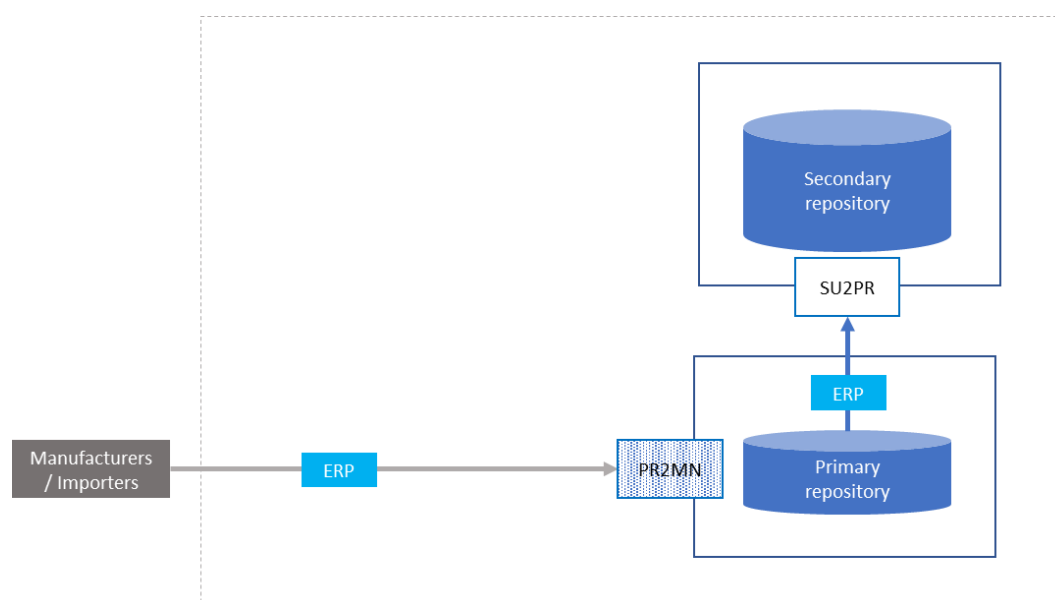 Secondary
repository
SU2PR
ERP
Manufacturers
/ Importers
ERP
PR2MN
Primary
repository